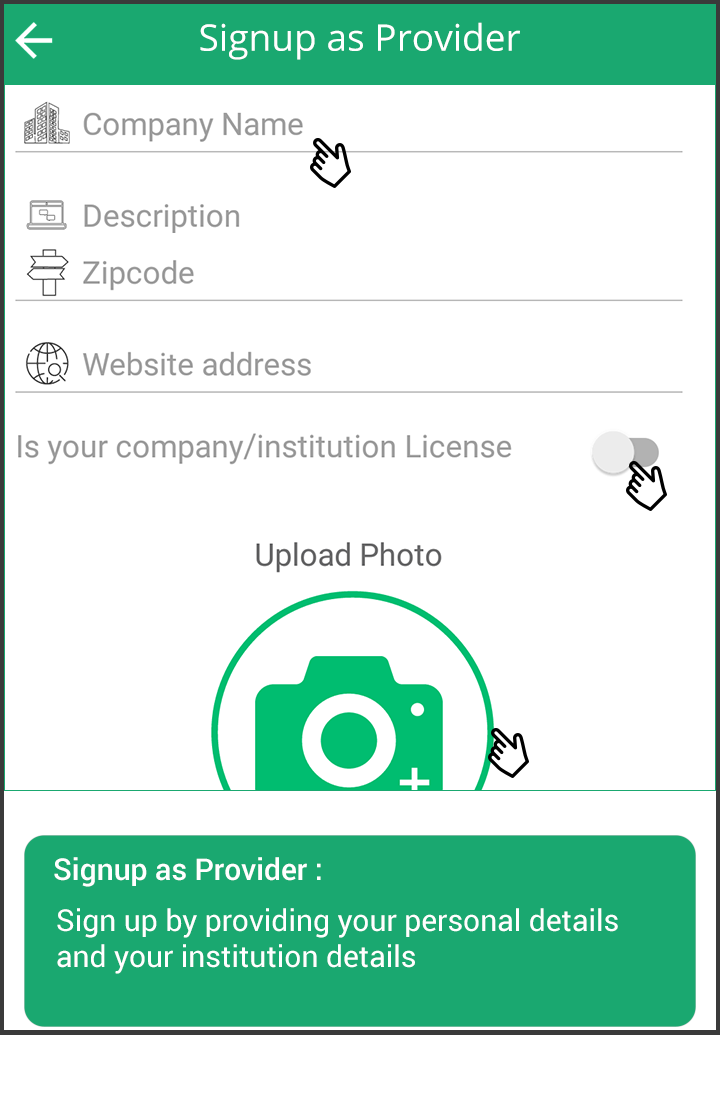 Signup as Provider
Company Name
Description
Zipcode
Website address
Is your company/institution License
Upload Photo
Signup as Provider :
Sign up by providing your personal details
and your institution details